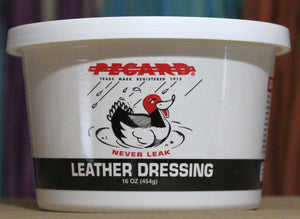 PECARD
TRADE MARK REGISTERED 1913
NEVER LEAK
LEATHER DRESSING
16 OZ (454g)